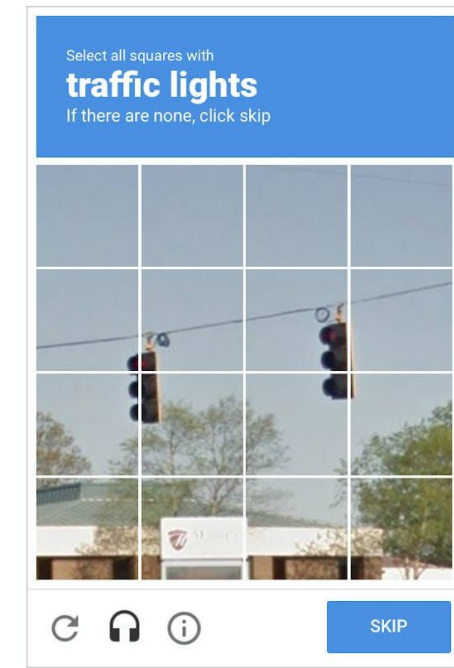 Select all squares with
traffic lights
If there are none, click skip
SKIP